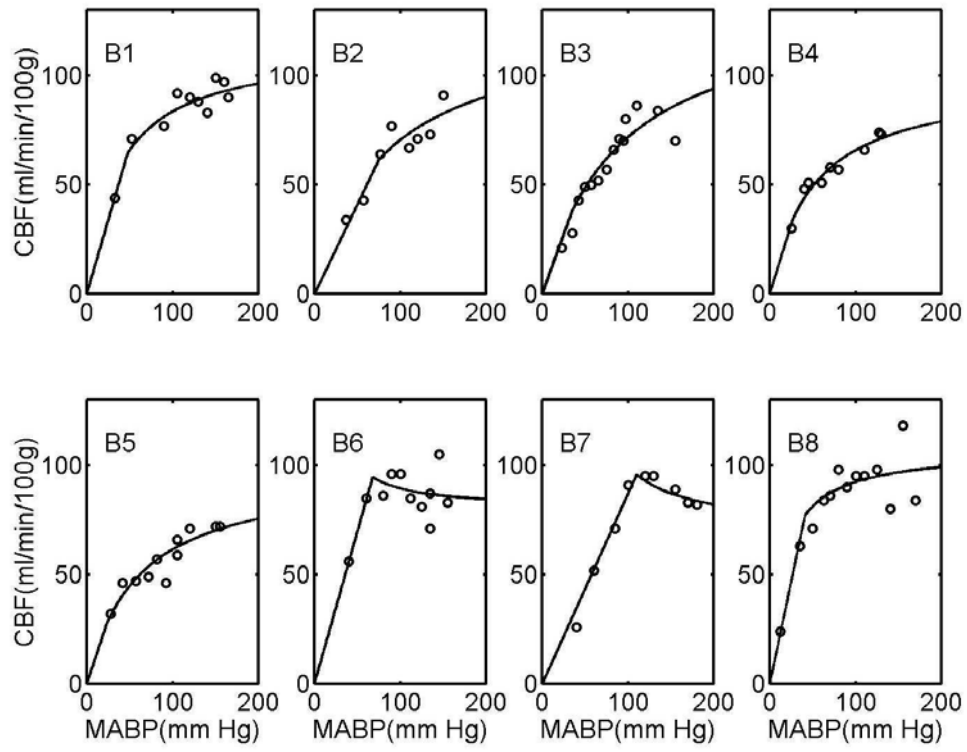 B1 B2 B3 B4
CBF(ml/min/100g)
100 100 100 100
50 50 50 50
0 0 0 0
0 100 200 0 100 200 0 100 200 0 100 200
B5 B6 B7 B8
CBF(ml/min/100g)
100 100 100 100
50 50 50 50
0 0 0 0
0 100 200 0 100 200 0 100 200 0 100 200
MABP(mm Hg) MABP(mm Hg) MABP(mm Hg) MABP(mm Hg)